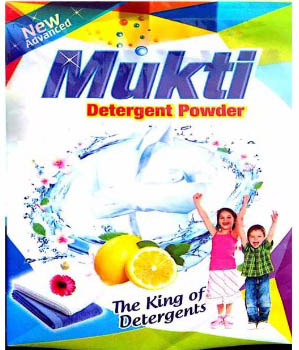 New
Advanced
Mukti
Detergent Powder
The King of
Detergents